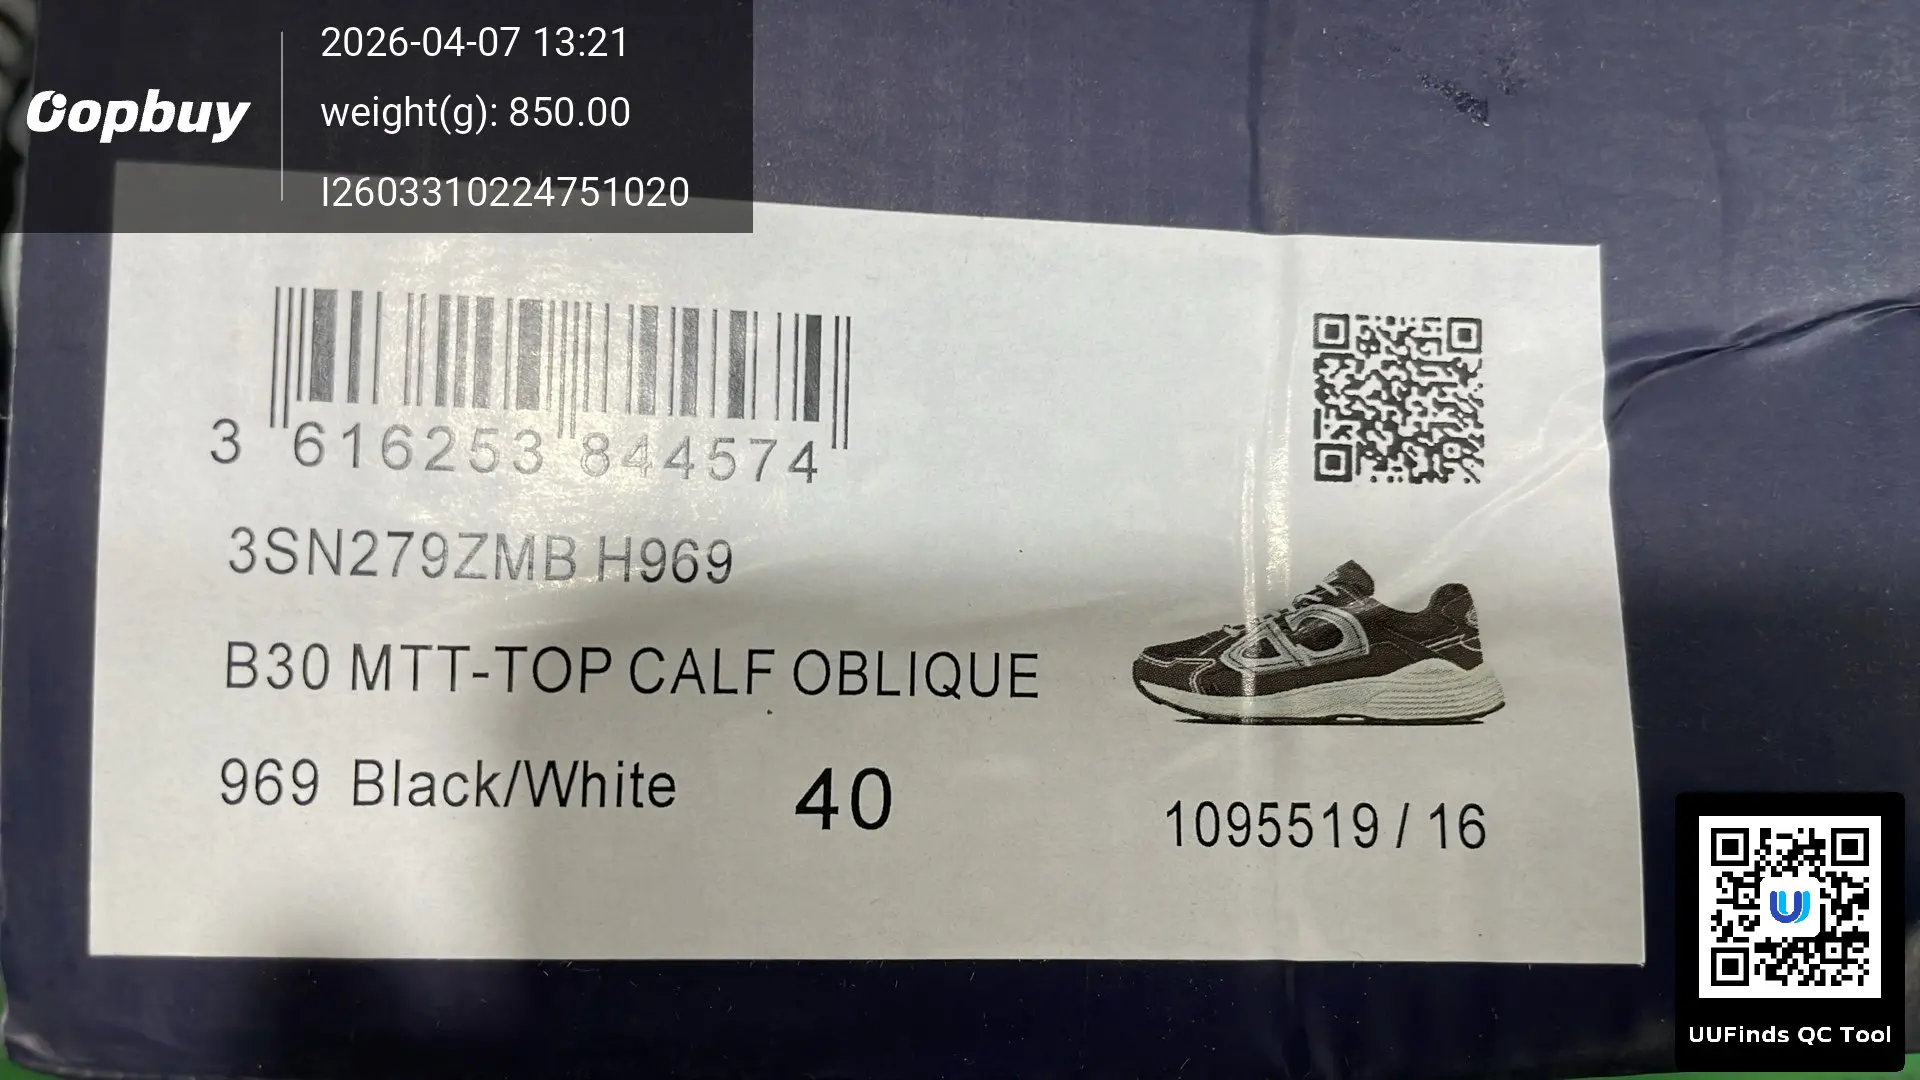 Oopbuy
2026-04-07 13:21
weight(g): 850.00
I2603310224751020
3 616253 844574
3SN279ZMB H969
B30 MTT-TOP CALF OBLIQUE
969 Black/White 40
1095519 / 16
UUFinds QC Tool